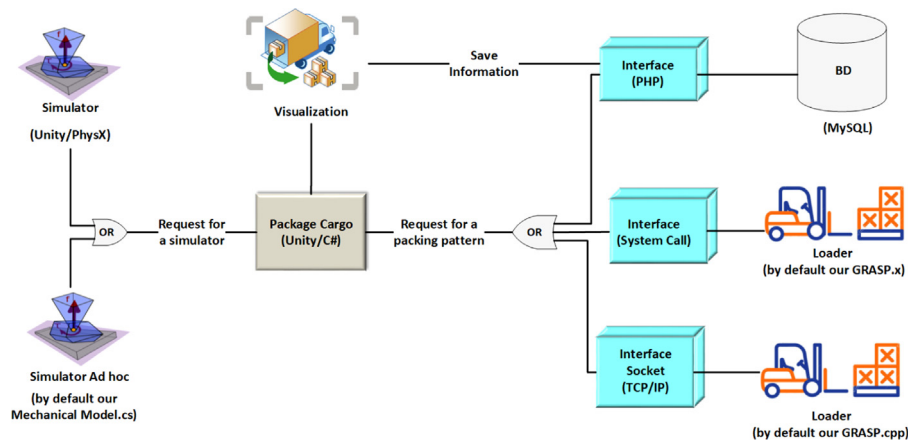 Simulator
(Unity/PhysX)
Visualization
Save
Information
Interface
(PHP)
BD
(MySQL)
OR
Request for
a simulator
Package Cargo
(Unity/C#)
Request for a
packing pattern
OR
Interface
(System Call)
Loader
(by default our GRASP.x)
Simulator Ad hoc
(by default our
Mechanical Model.cs)
Interface
Socket
(TCP/IP)
Loader
(by default our GRASP.cpp)